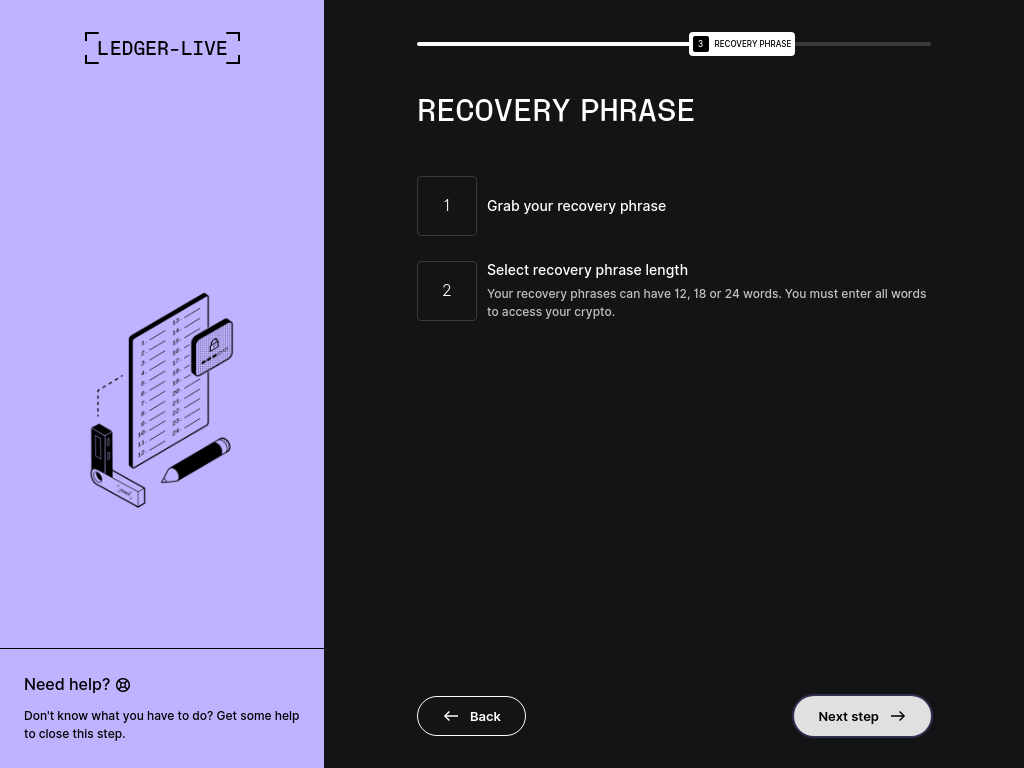 LEDGER-LIVE
3 RECOVERY PHRASE
RECOVERY PHRASE
1
Grab your recovery phrase
2
Select recovery phrase length
Your recovery phrases can have 12, 18 or 24 words. You must enter all words
to access your crypto.
Need help?
Don't know what you have to do? Get some help
to close this step.
Back
Next step